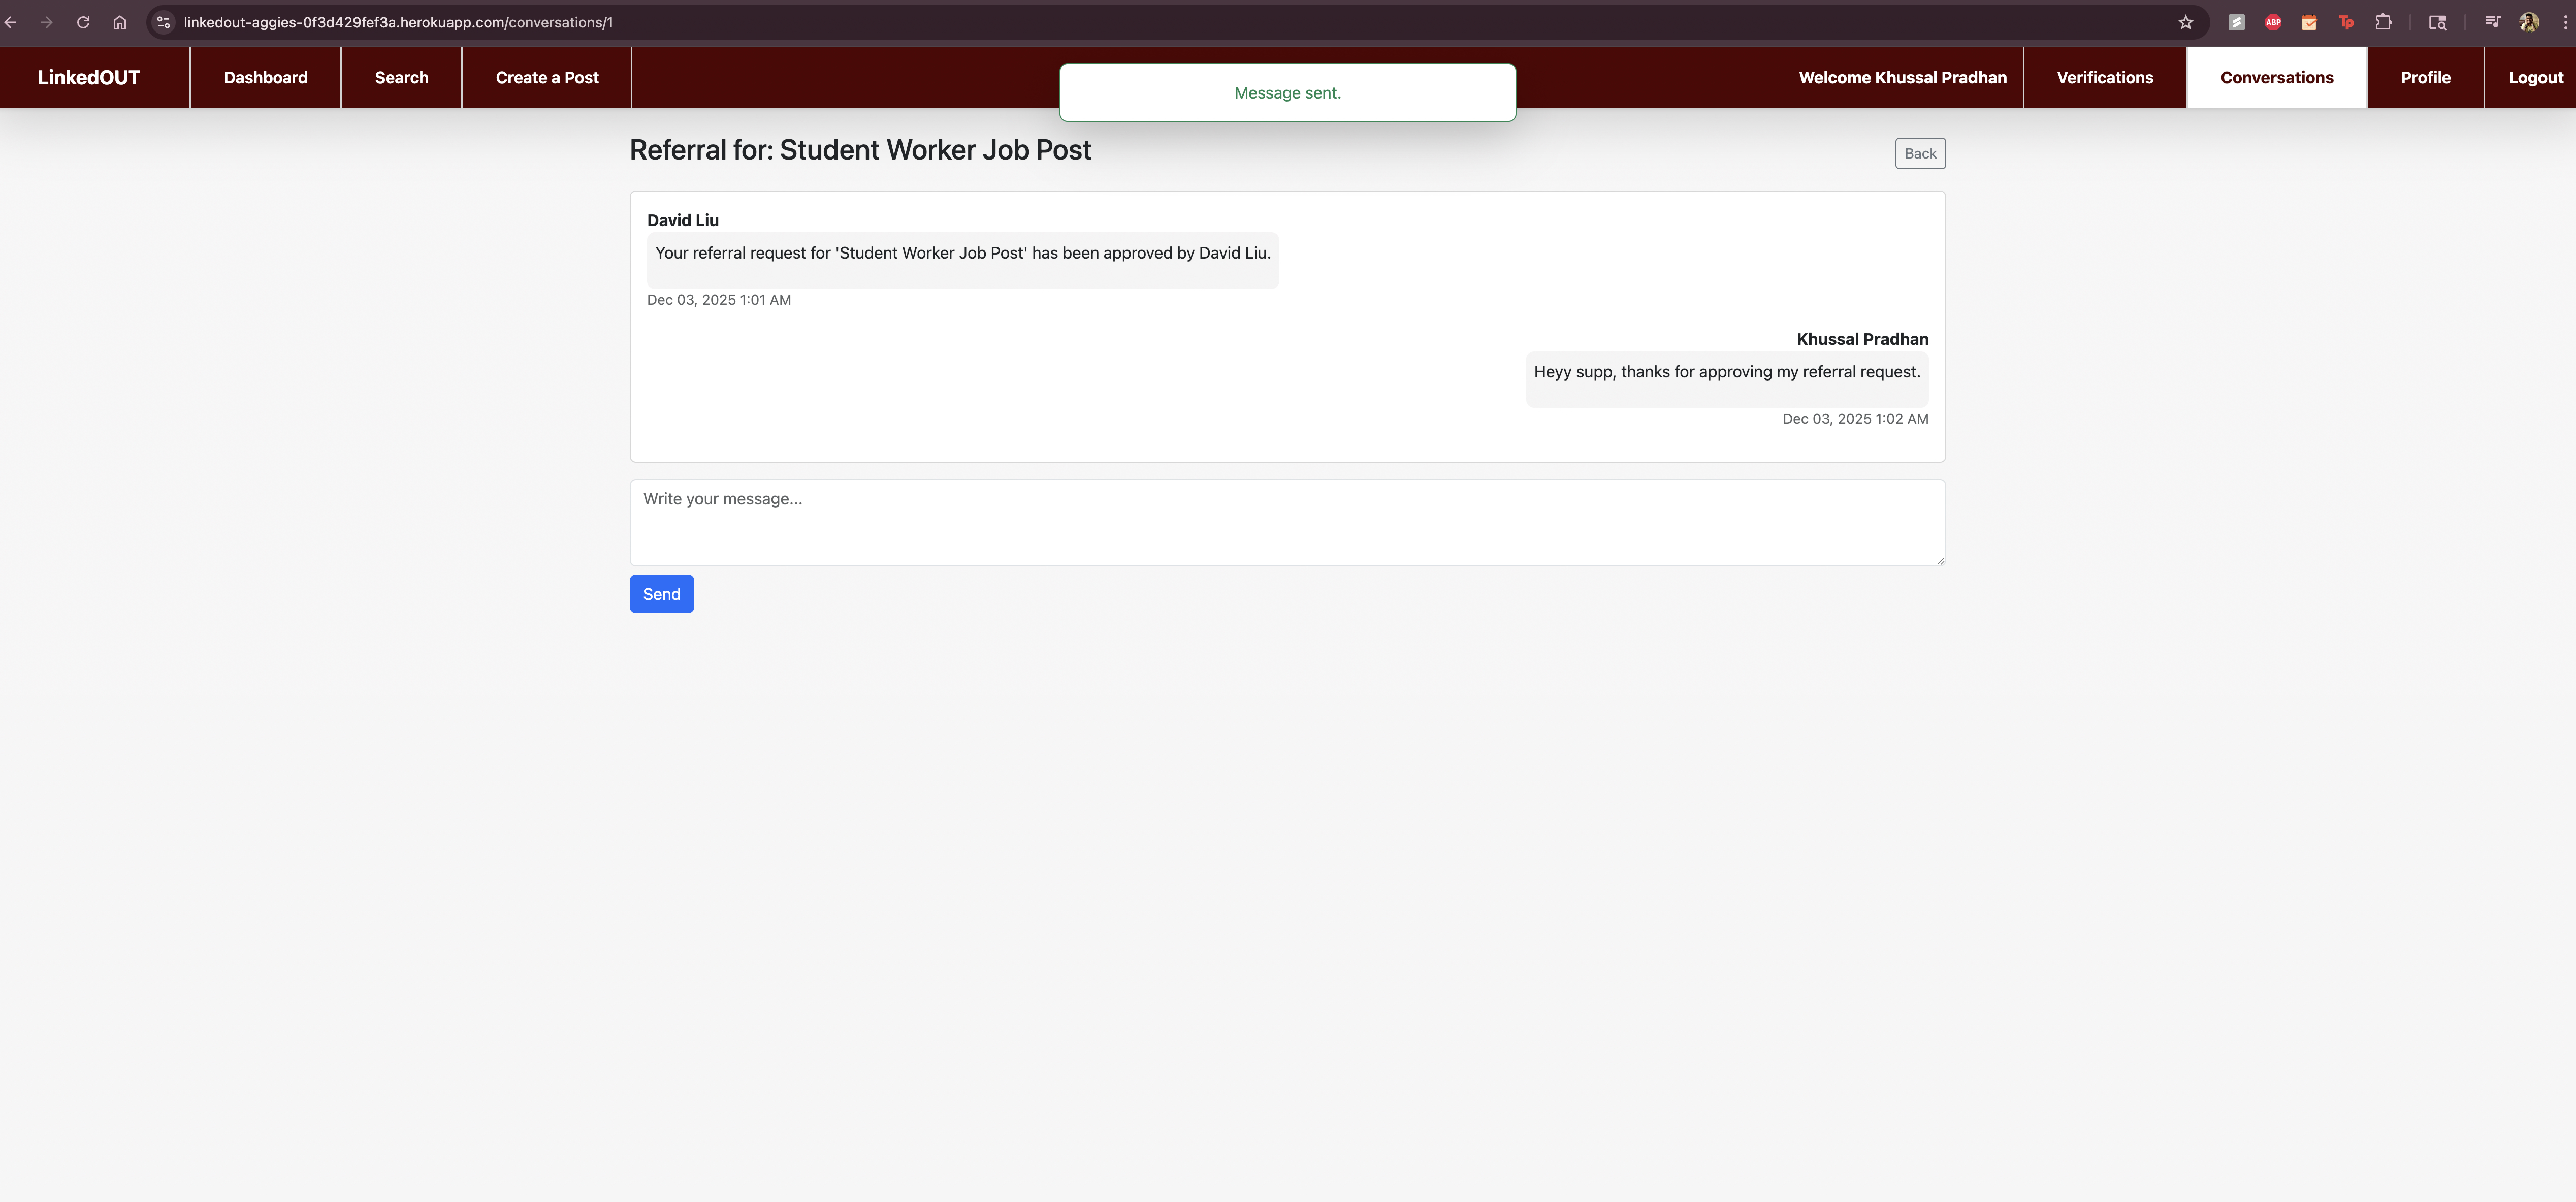 linkedout-aggies-0f3d429fef3a.herokuapp.com/conversations/1
ABP
Tp
LinkedOUT
Dashboard
Search
Create a Post
Message sent.
Welcome Khussal Pradhan
Verifications
Conversations
Profile
Logout
Referral for: Student Worker Job Post
Back
David Liu
Your referral request for 'Student Worker Job Post' has been approved by David Liu.
Dec 03, 2025 1:01 AM
Khussal Pradhan
Heyy supp, thanks for approving my referral request.
Dec 03, 2025 1:02 AM
Write your message...
Send